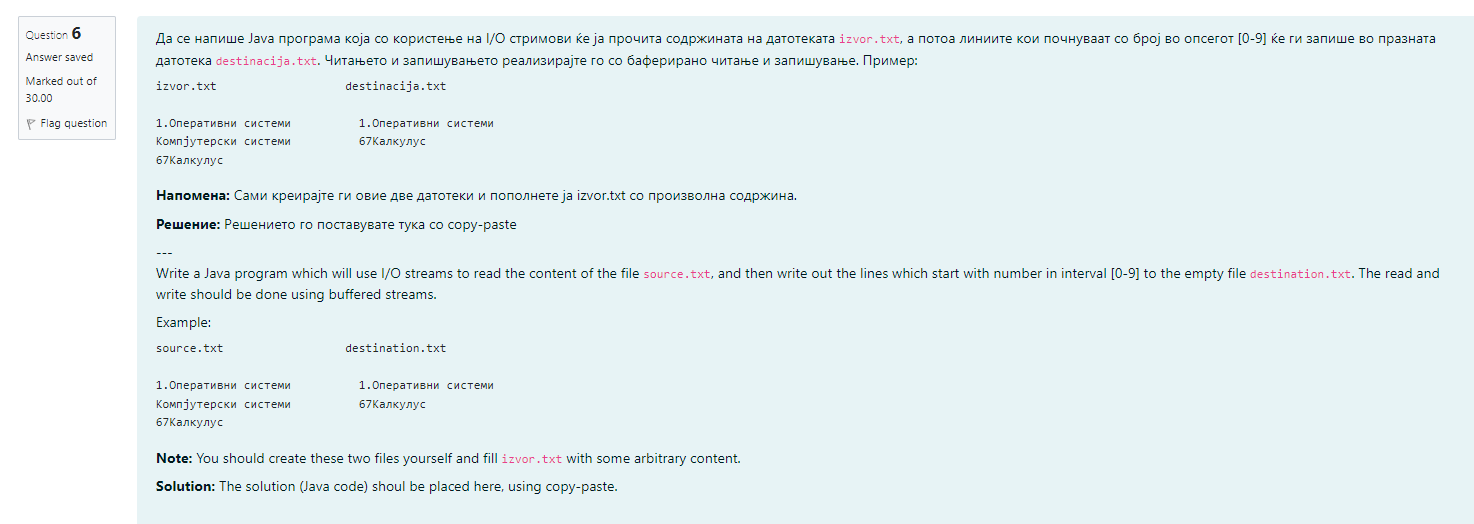 Question 6
Answer saved
Marked out of
30.00
Flag question
Да се напише Java програма која со користење на I/O стримови ќе ја прочита содржината на датотеката izvor.txt, а потоа линиите кои почнуваат со број во опсегот [0-9] ќе ги запише во празната
датотека destinacija.txt. Читањето и запишувањето реализирајте го со баферирано читање и запишување. Пример:
izvor.txt destinacija.txt
1.Оперативни системи 1.Оперативни системи
Компјутерски системи 67Калкулус
67Калкулус
Напомена: Сами креирајте ги овие две датотеки и пополнете ја izvor.txt со произволна содржина.
Решение: Решението го поставувате тука со copy-paste
---
Write a Java program which will use I/O streams to read the content of the file source.txt, and then write out the lines which start with number in interval [0-9] to the empty file destination.txt. The read and
write should be done using buffered streams.
Example:
source.txt destination.txt
1.Оперативни системи 1.Оперативни системи
Компјутерски системи 67Калкулус
67Калкулус
Note: You should create these two files yourself and fill izvor.txt with some arbitrary content.
Solution: The solution (Java code) shoul be placed here, using copy-paste.